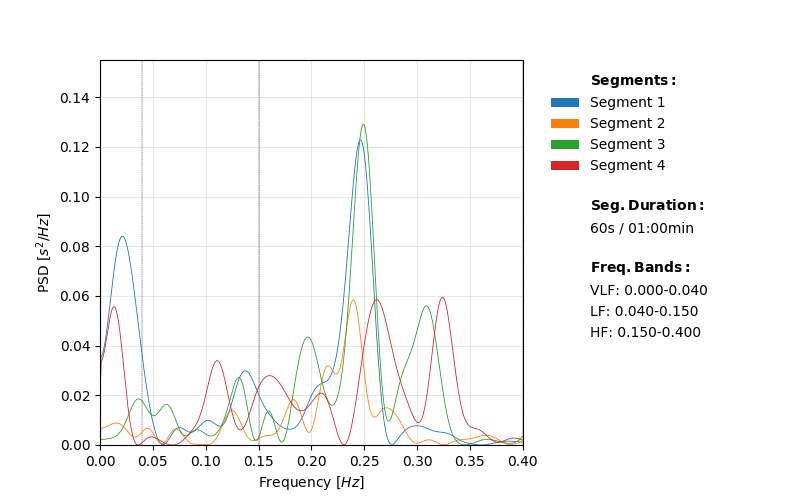 0.14
0.12
0.10
0.08
0.06
0.04
0.02
0.00
PSD [s²/Hz]
0.00 0.05 0.10 0.15 0.20 0.25 0.30 0.35 0.40
Frequency [Hz]
Segments:
Segment 1
Segment 2
Segment 3
Segment 4
Seg. Duration:
60s / 01:00min
Freq. Bands:
VLF: 0.000-0.040
LF: 0.040-0.150
HF: 0.150-0.400